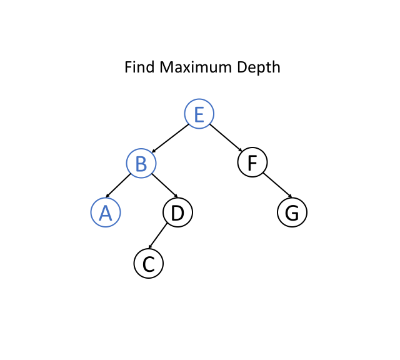 Find Maximum Depth
E
B F
A D G
C